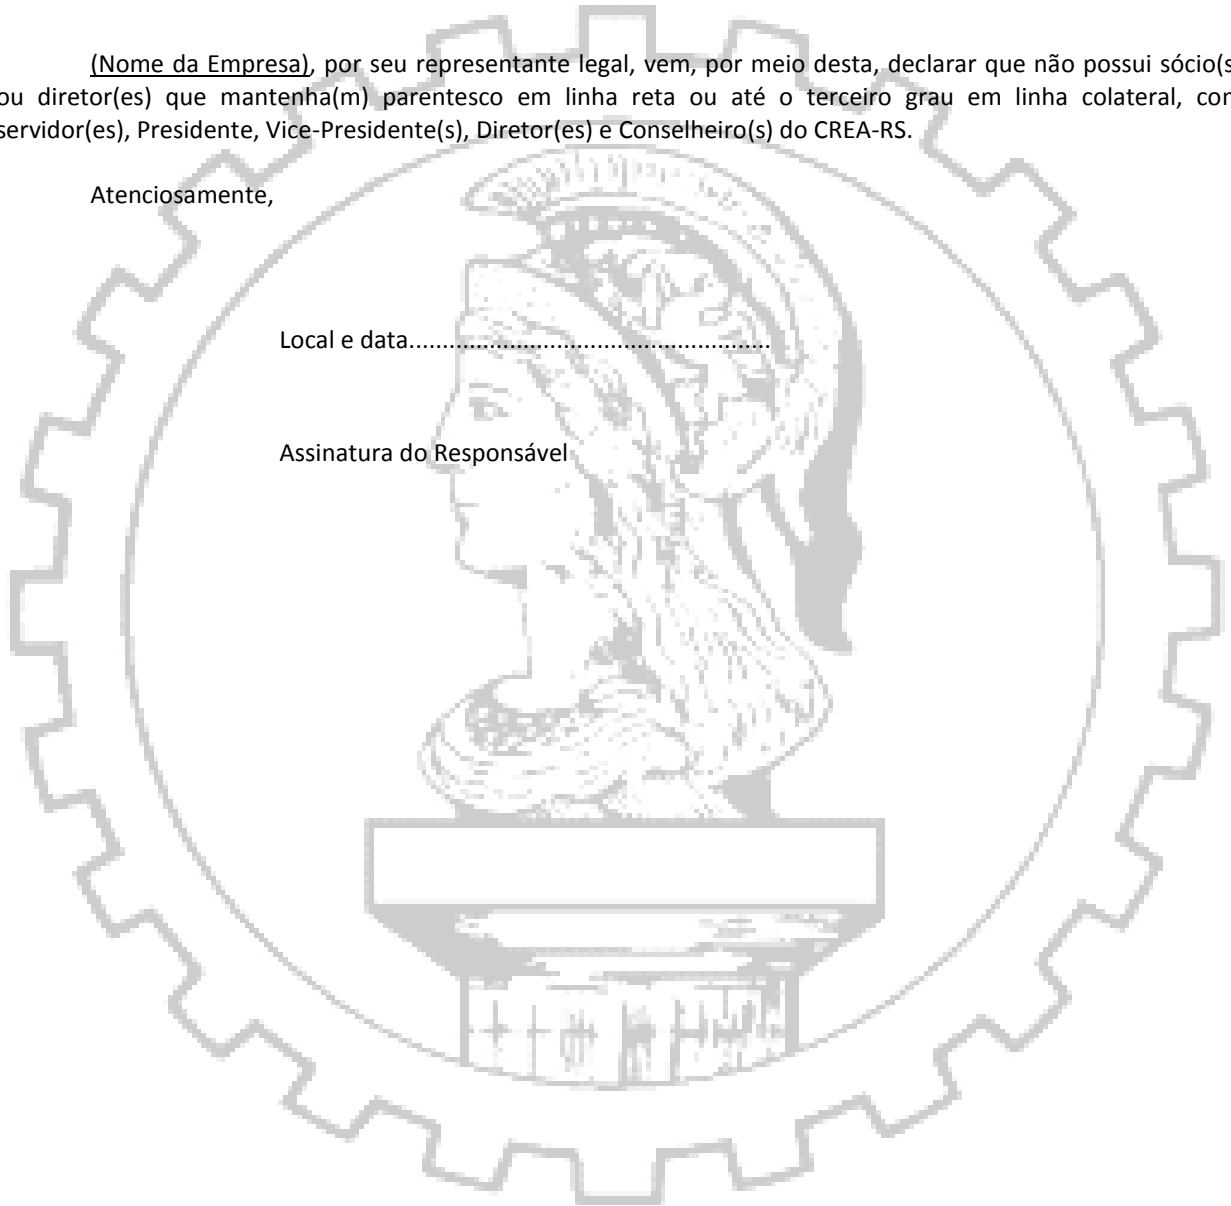 (Nome da Empresa), por seu representante legal, vem, por meio desta, declarar que não possui sócio(s
ou diretor(es) que mantenha(m) parentesco em linha reta ou até o terceiro grau em linha colateral, con
servidor(es), Presidente, Vice-Presidente(s), Diretor(es) e Conselheiro(s) do CREA-RS.
Atenciosamente,
Local e data......................................................
Assinatura do Responsável